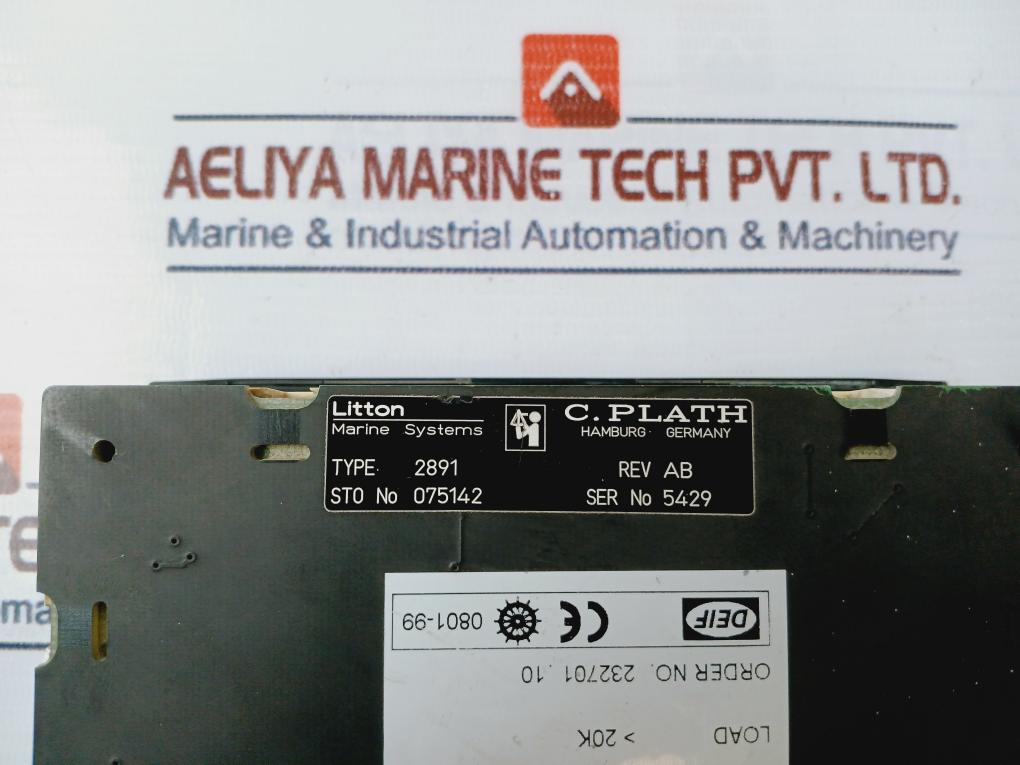 AELIYA MARINE TECH PVT. LTD.
Marine & Industrial Automation & Machinery
Litton
Marine Systems
C.PLATH
HAMBURG GERMANY
TYPE 2891
REV AB
STO No 075142
SER No 5429
DEIF CE 0801-99
ORDER NO. 232701.10
LOAD > 20K